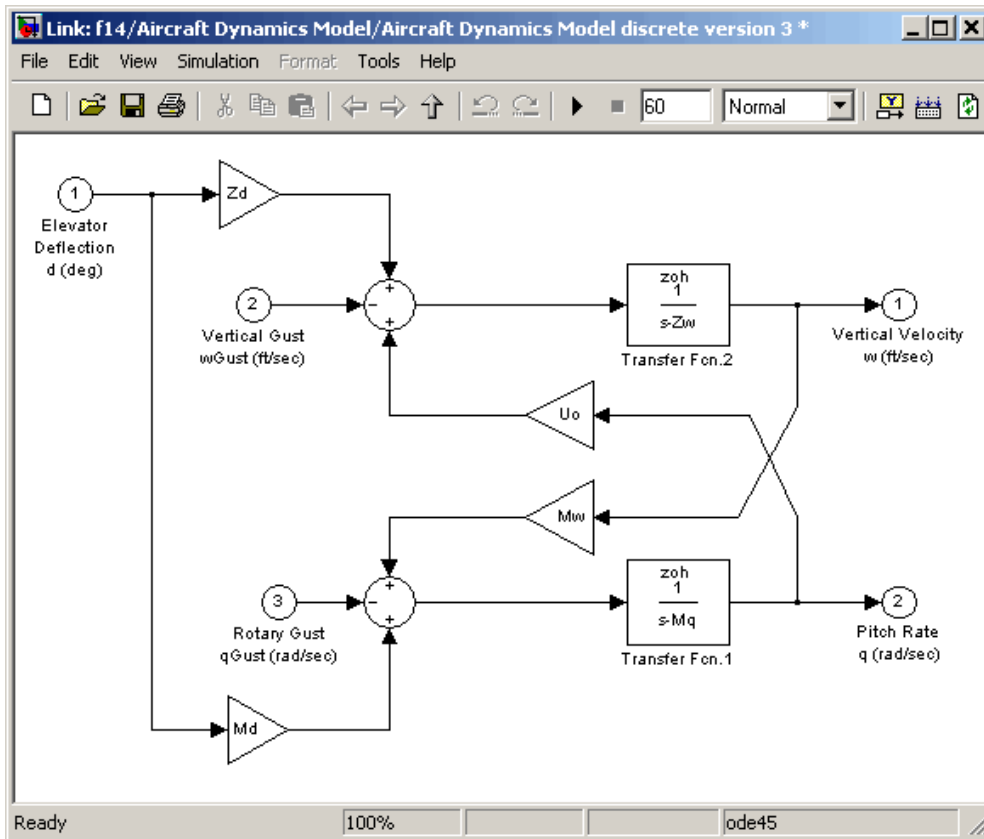 Link: f14/Aircraft Dynamics Model/Aircraft Dynamics Model discrete version 3 *
File Edit View Simulation Format Tools Help
60 Normal
1
Elevator
Deflection
d (deg)
Zd
2
Vertical Gust
wGust (ft/sec)
+
-
+
zoh
1
s-Zw
Transfer Fcn.2
1
Vertical Velocity
w (ft/sec)
Uo
Mw
3
Rotary Gust
qGust (rad/sec)
+
-
+
zoh
1
s-Mq
Transfer Fcn.1
2
Pitch Rate
q (rad/sec)
Md
Ready 100% ode45